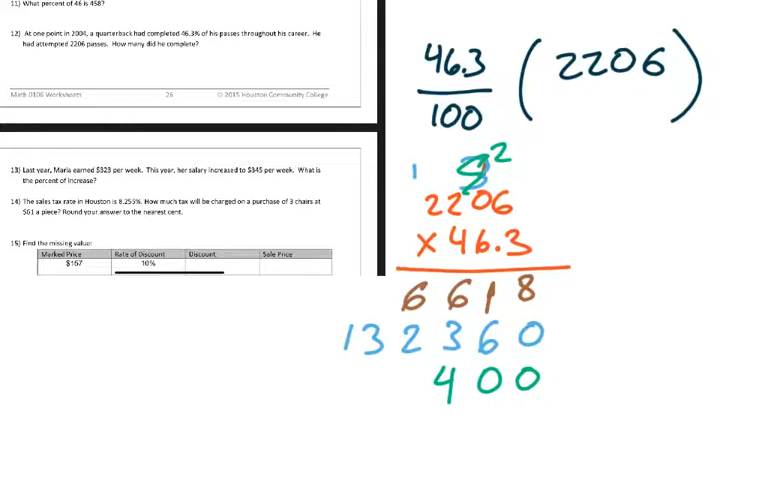 11) What percent of 46 is 458?
12) At one point in 2004, a quarterback had completed 46.3% of his passes throughout his career. He
had attempted 2206 passes. How many did he complete?
Math 0106 Worksheets 26 © 2015 Houston Community College
13) Last year, Maria earned $323 per week. This year, her salary increased to $345 per week. What is
the percent of increase?
14) The sales tax rate in Houston is 8.255%. How much tax will be charged on a purchase of 3 chairs at
$61 a piece? Round your answer to the nearest cent.
15) Find the missing value:
Marked Price Rate of Discount Discount Sale Price
$167 10%
46.3
100
(2206)
1 2
2206
x 46.3
6618
132360
400